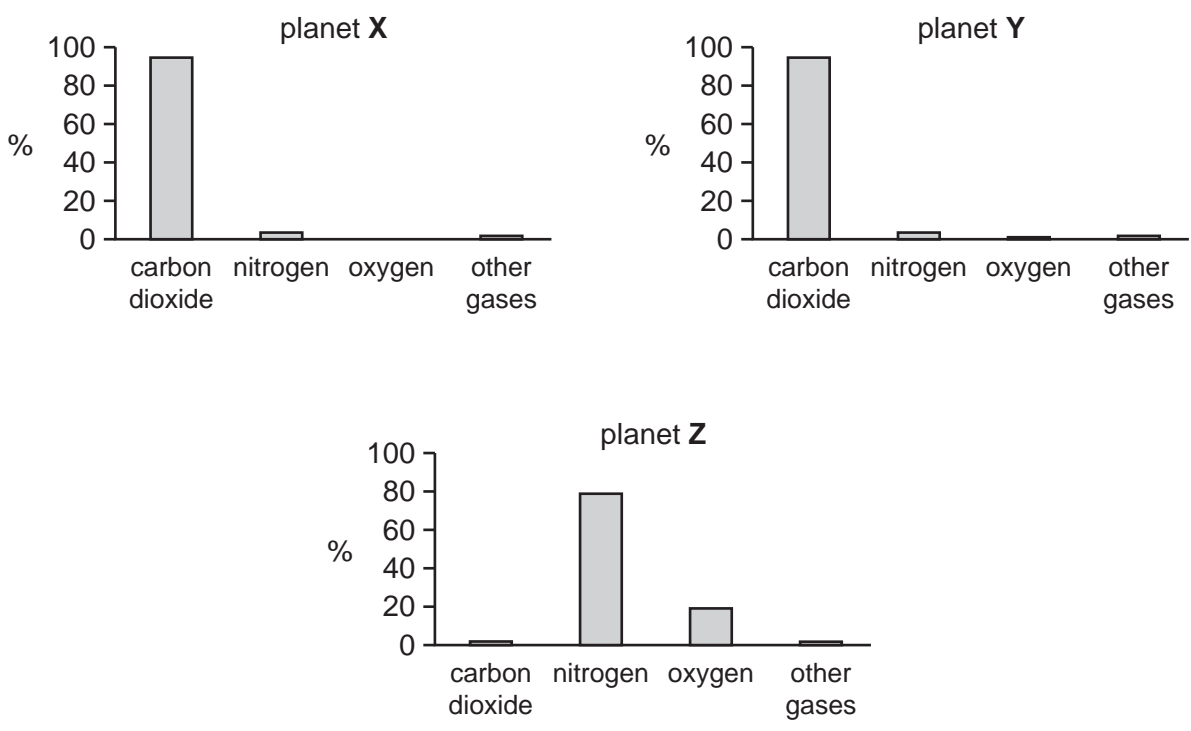 planet X
100
80
60
%
40
20
0
carbon dioxide
nitrogen
oxygen
other gases
planet Y
100
80
60
%
40
20
0
carbon dioxide
nitrogen
oxygen
other gases
planet Z
100
80
60
%
40
20
0
carbon dioxide
nitrogen
oxygen
other gases